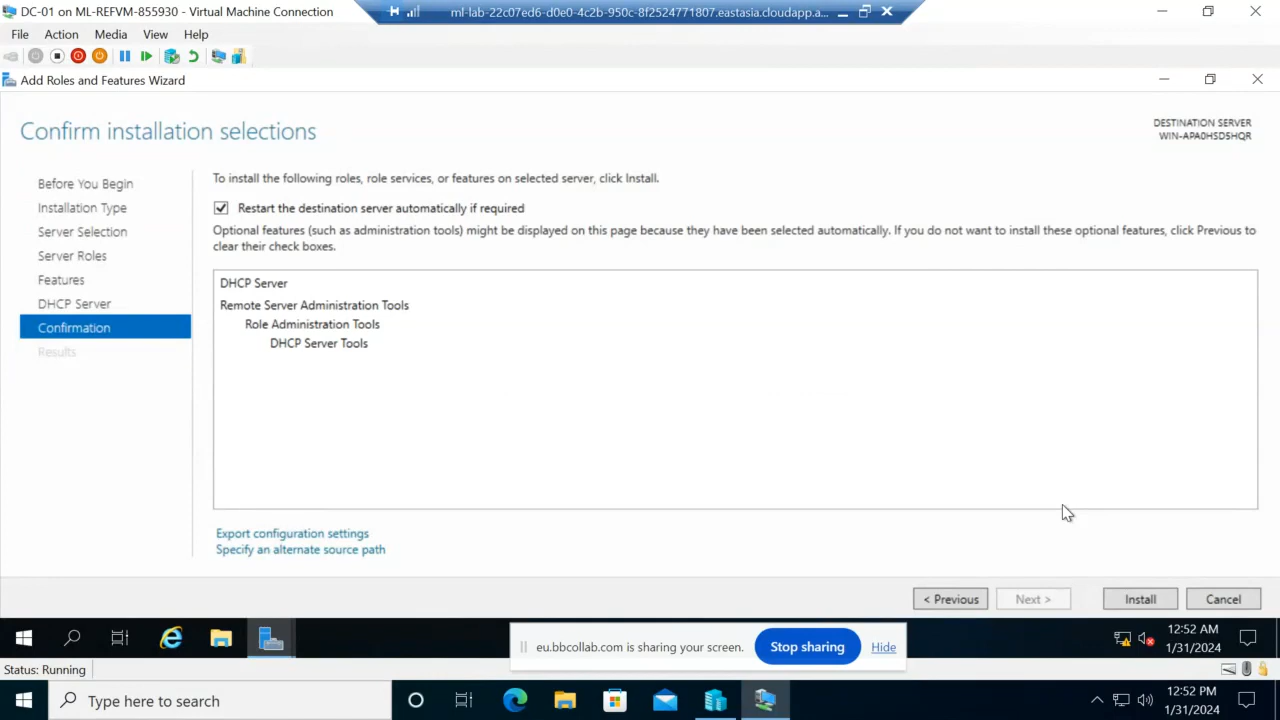 DC-01 on ML-REFVM-855930 - Virtual Machine Connection
ml-lab-22c07ed6-d0e0-4c2b-950c-8f2524771807.eastasia.cloudapp.a...
File Action Media View Help
Add Roles and Features Wizard
Confirm installation selections
DESTINATION SERVER
WIN-APA0HSD5HQR
Before You Begin
Installation Type
Server Selection
Server Roles
Features
DHCP Server
Confirmation
Results
To install the following roles, role services, or features on selected server, click Install.
Restart the destination server automatically if required
Optional features (such as administration tools) might be displayed on this page because they have been selected automatically. If you do not want to install these optional features, click Previous to
clear their check boxes.
DHCP Server
Remote Server Administration Tools
Role Administration Tools
DHCP Server Tools
Export configuration settings
Specify an alternate source path
< Previous
Next >
Install
Cancel
eu.bbcollab.com is sharing your screen.
Stop sharing
Hide
12:52 AM
1/31/2024
Status: Running
Type here to search
12:52 PM
1/31/2024